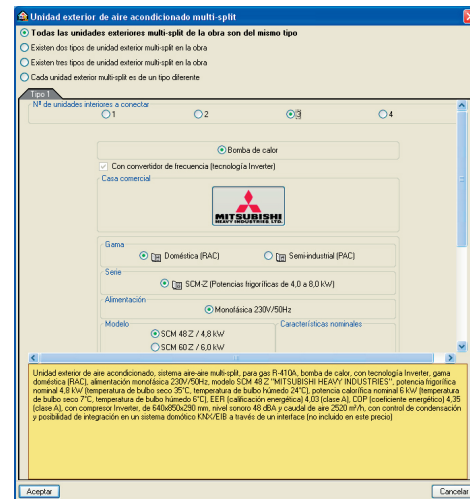 Unidad exterior de aire acondicionado multi-split
Todas las unidades exteriores multi-split de la obra son del mismo tipo
Existen dos tipos de unidad exterior multi-split en la obra
Existen tres tipos de unidad exterior multi-split en la obra
Cada unidad exterior multi-split es de un tipo diferente
Tipo 1
Nº de unidades interiores a conectar
1 2 3 4
Bomba de calor
Con convertidor de frecuencia (tecnología Inverter)
Casa comercial
MITSUBISHI
HEAVY INDUSTRIES, LTD.
Gama
Doméstica (RAC) Semi-industrial (PAC)
Serie
SCM-Z (Potencias frigoríficas de 4,0 a 8,0 kW)
Alimentación
Monofásica 230V/50Hz
Modelo Características nominales
SCM 48 Z / 4,8 kW
SCM 60 Z / 6,0 kW
Unidad exterior de aire acondicionado, sistema aire-aire multi-split, para gas R-410A, bomba de calor, con tecnología Inverter, gama
doméstica (RAC), alimentación monofásica 230V/50Hz, modelo SCM 48 Z "MITSUBISHI HEAVY INDUSTRIES", potencia frigorífica
nominal 4,8 kW (temperatura de bulbo seco 35°C, temperatura de bulbo húmedo 24°C), potencia calorífica nominal 6 kW (temperatura
de bulbo seco 7°C, temperatura de bulbo húmedo 6°C), EER (calificación energética) 4,03 (clase A), COP (coeficiente energético) 4,35
(clase A), con compresor Inverter, de 640x850x290 mm, nivel sonoro 48 dBA y caudal de aire 2520 m³/h, con control de condensación
y posibilidad de integración en un sistema domótico KNX/EIB a través de un interface (no incluido en este precio)
Aceptar Cancelar